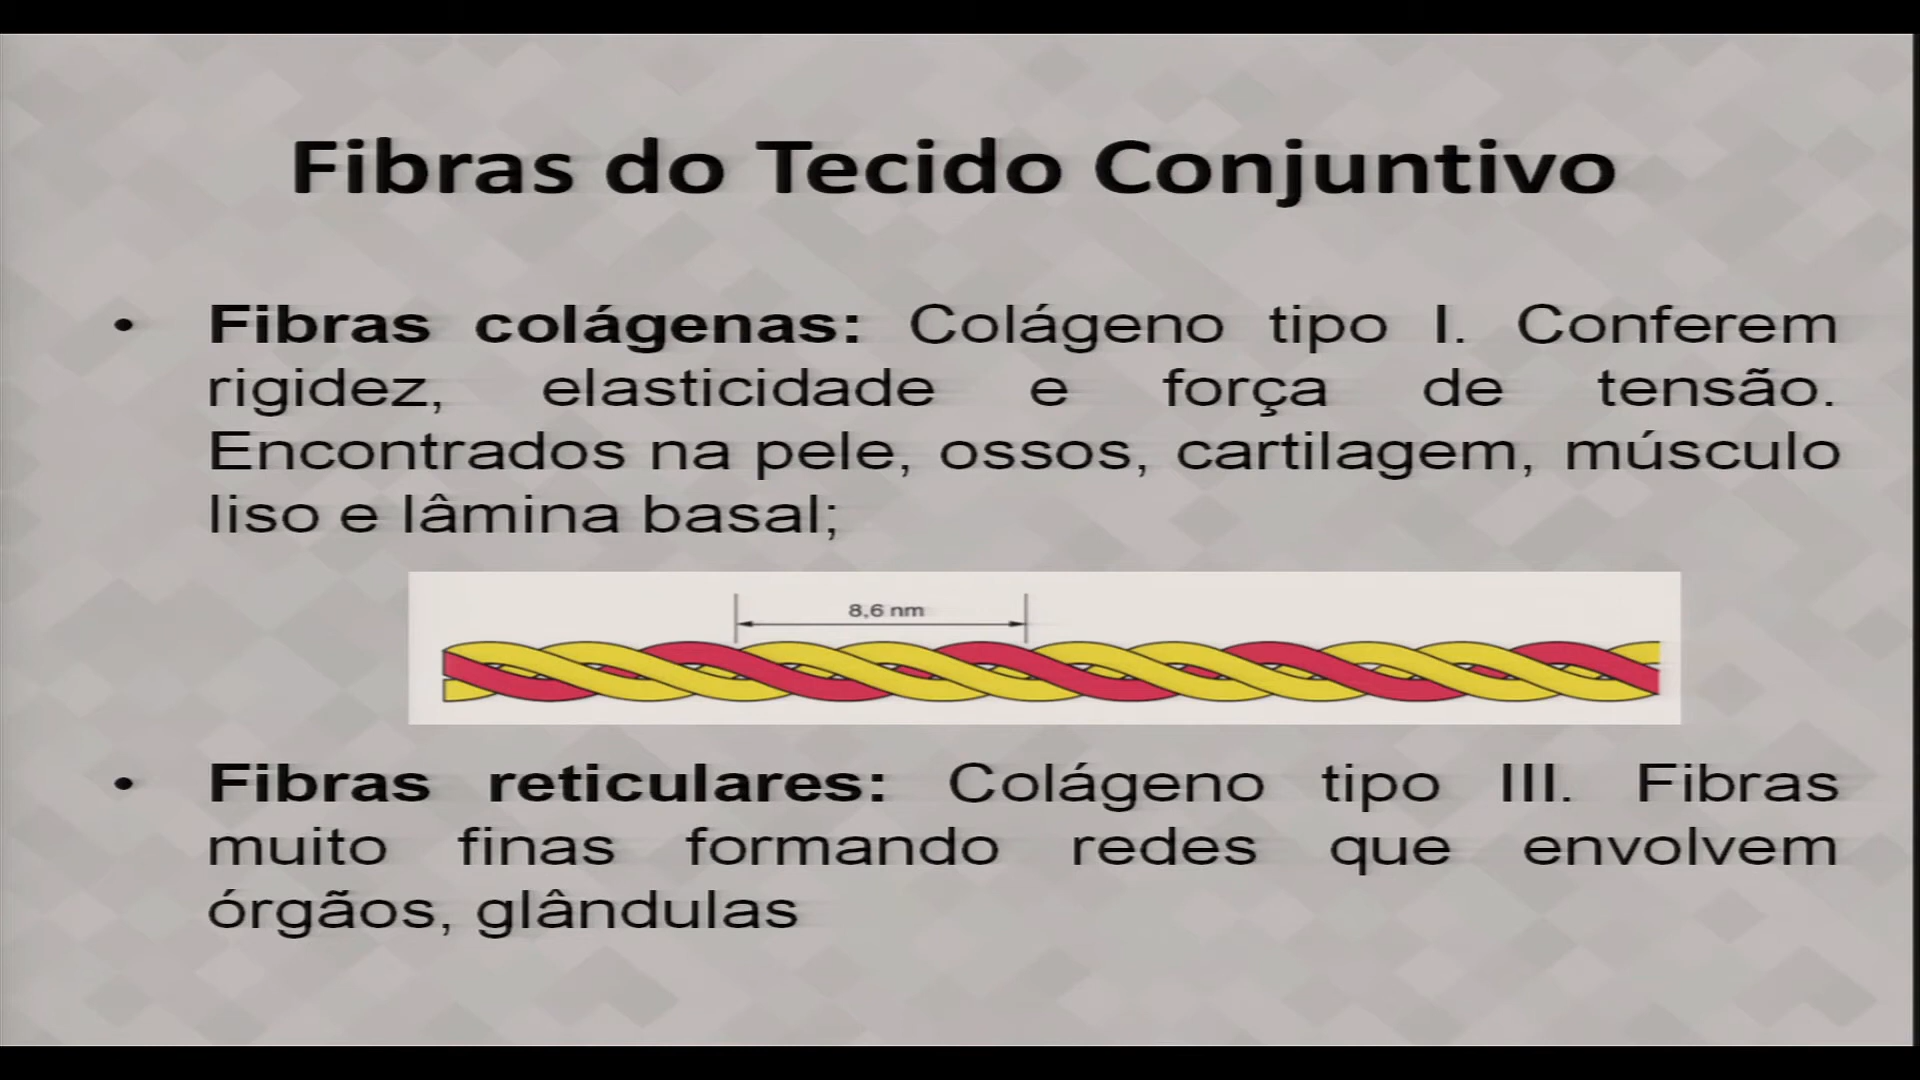 Fibras do Tecido Conjuntivo
• Fibras colágenas: Colágeno tipo I. Conferem
rigidez, elasticidade e força de tensão.
Encontrados na pele, ossos, cartilagem, músculo
liso e lâmina basal;
8,6 nm
• Fibras reticulares: Colágeno tipo III. Fibras
muito finas formando redes que envolvem
órgãos, glândulas